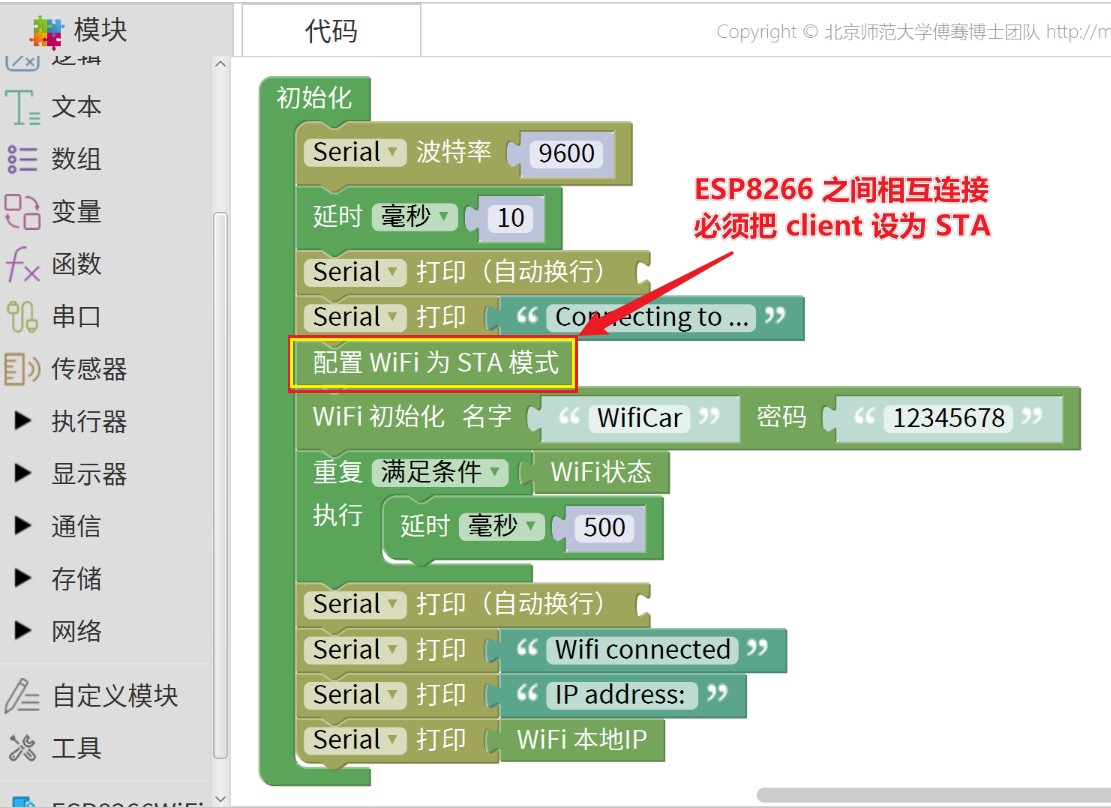 模块
代码
Copyright © 北京师范大学傅骞博士团队 http://m
逻辑
文本
数组
变量
函数
串口
传感器
执行器
显示器
通信
存储
网络
自定义模块
工具
ESP8266WiFi
初始化
Serial 波特率 9600
延时 毫秒 10
Serial 打印（自动换行）
Serial 打印 “ Connecting to ... ”
配置 WiFi 为 STA 模式
WiFi 初始化 名字 “ WifiCar ” 密码 “ 12345678 ”
重复 满足条件 WiFi状态
执行 延时 毫秒 500
Serial 打印（自动换行）
Serial 打印 “ Wifi connected ”
Serial 打印 “ IP address: ”
Serial 打印 WiFi 本地IP
ESP8266 之间相互连接
必须把 client 设为 STA